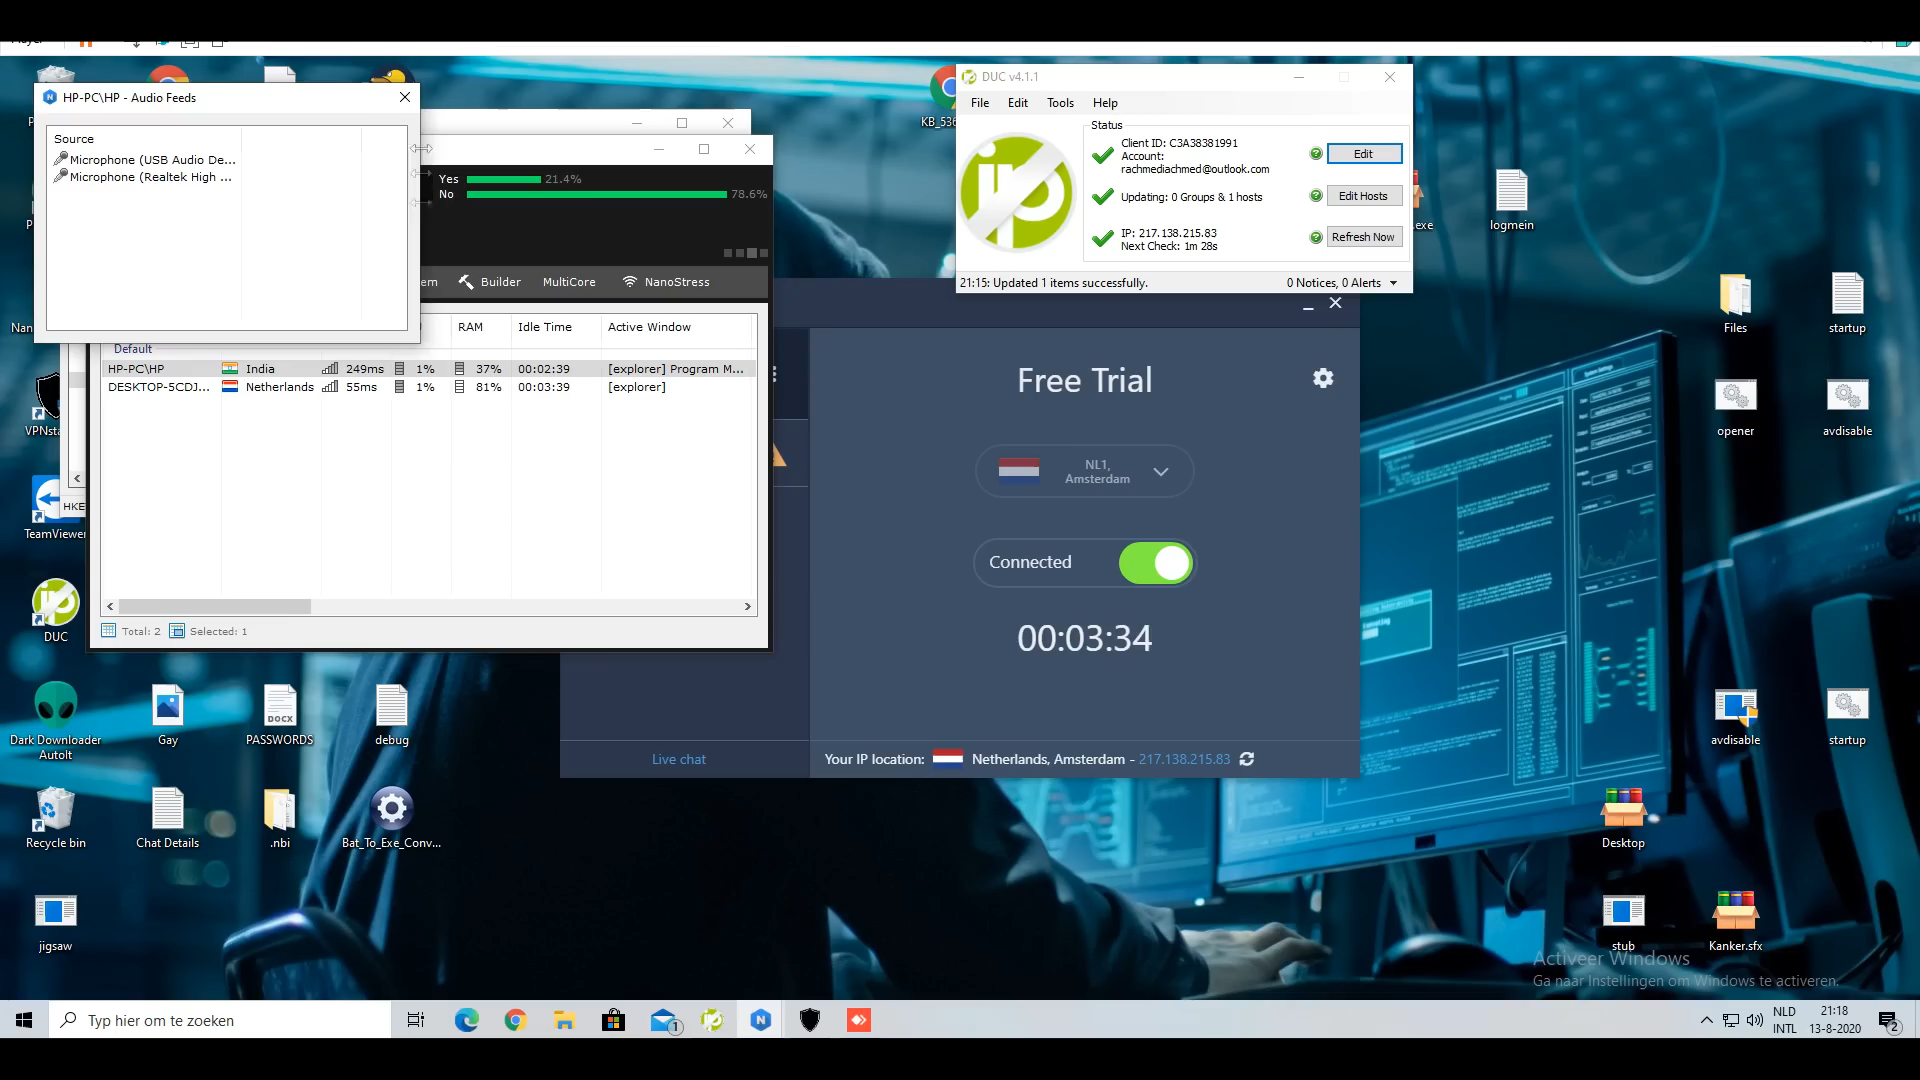 HP-PC\HP - Audio Feeds
Source
Microphone (USB Audio De...
Microphone (Realtek High ...
Yes 21.4%
No 78.6%
Builder
MultiCore
NanoStress
RAM
Idle Time
Active Window
Default
HP-PC\HP India 249ms 1% 37% 00:02:39 [explorer] Program M...
DESKTOP-5CDJ... Netherlands 55ms 1% 81% 00:03:39 [explorer]
Total: 2
Selected: 1
HKE
DUC v4.1.1
File
Edit
Tools
Help
Status
Client ID: C3A38381991
Account:
rachmediachmed@outlook.com
Edit
Updating: 0 Groups & 1 hosts
Edit Hosts
IP: 217.138.215.83
Next Check: 1m 28s
Refresh Now
21:15: Updated 1 items successfully.
0 Notices, 0 Alerts
Free Trial
NL1,
Amsterdam
Connected
00:03:34
Live chat
Your IP location: Netherlands, Amsterdam - 217.138.215.83
logmein
Files
startup
opener
avdisable
avdisable
startup
Desktop
stub
Kanker.sfx
TeamViewer
DUC
Dark Downloader
AutoIt
Gay
DOCX
PASSWORDS
debug
Recycle bin
Chat Details
.nbi
Bat_To_Exe_Conv...
jigsaw
Activeer Windows
Ga naar Instellingen om Windows te activeren.
Typ hier om te zoeken
1
NLD
INTL
21:18
13-8-2020
2